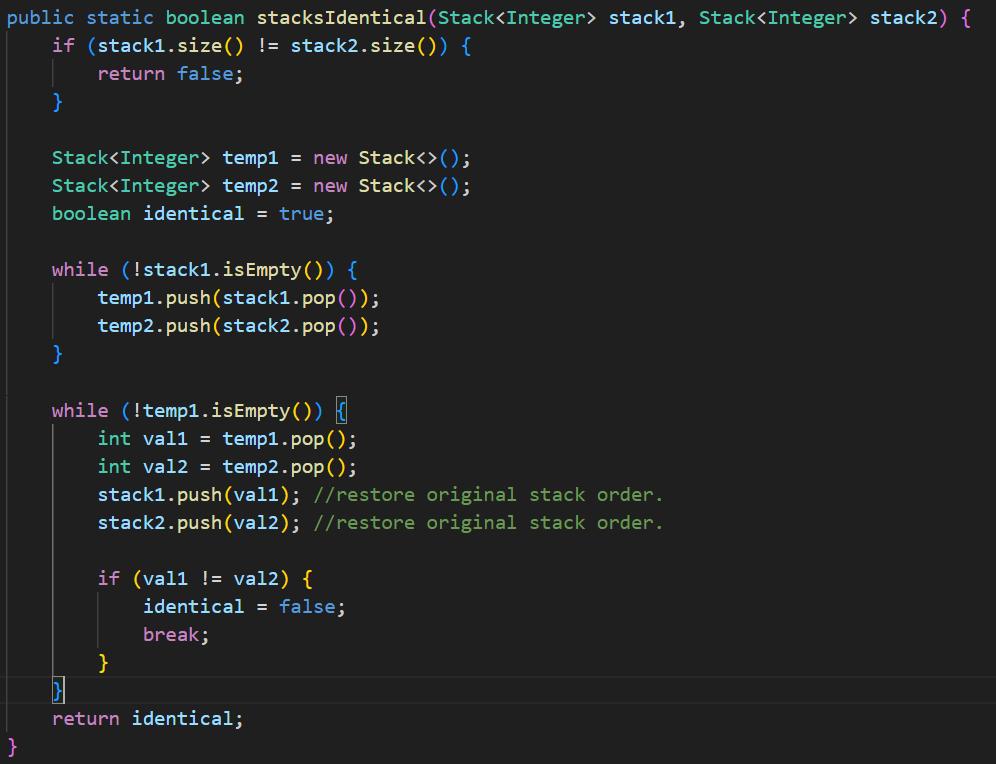 public static boolean stacksIdentical(Stack<Integer> stack1, Stack<Integer> stack2) {
    if (stack1.size() != stack2.size()) {
        return false;
    }

    Stack<Integer> temp1 = new Stack<>();
    Stack<Integer> temp2 = new Stack<>();
    boolean identical = true;

    while (!stack1.isEmpty()) {
        temp1.push(stack1.pop());
        temp2.push(stack2.pop());
    }

    while (!temp1.isEmpty()) {
        int val1 = temp1.pop();
        int val2 = temp2.pop();
        stack1.push(val1); //restore original stack order.
        stack2.push(val2); //restore original stack order.

        if (val1 != val2) {
            identical = false;
            break;
        }
    }
    return identical;
}